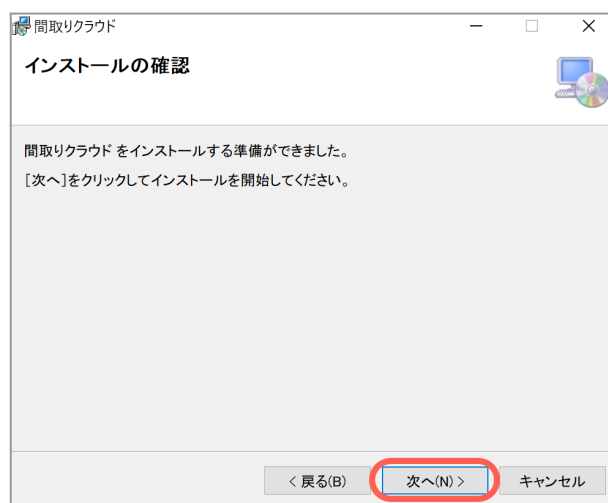 間取りクラウド
インストールの確認
間取りクラウド をインストールする準備ができました。
[次へ]をクリックしてインストールを開始してください。
< 戻る(B)
次へ(N) >
キャンセル